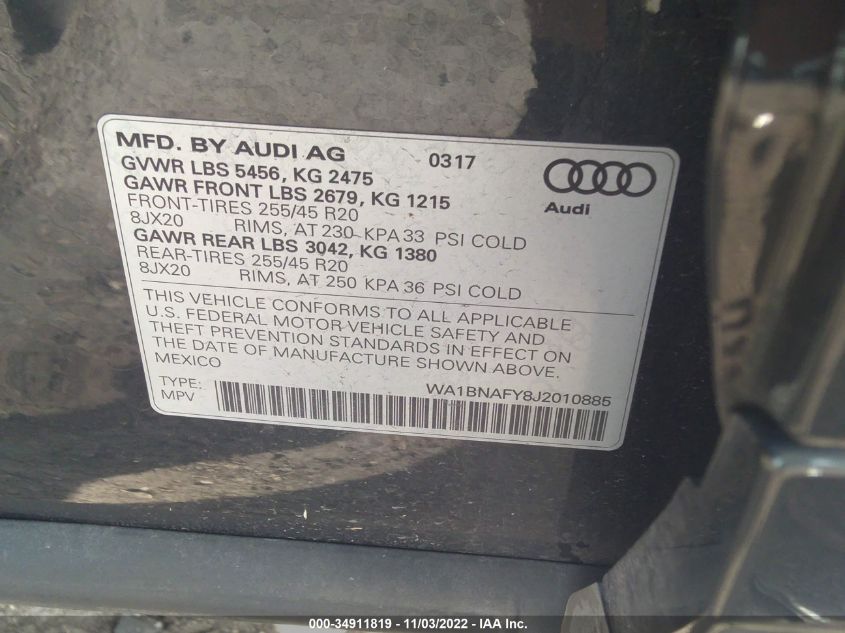 MFD. BY AUDI AG 0317
GVWR LBS 5456, KG 2475
GAWR FRONT LBS 2679, KG 1215
FRONT-TIRES 255/45 R20
8JX20 RIMS, AT 230 KPA 33 PSI COLD
GAWR REAR LBS 3042, KG 1380
REAR-TIRES 255/45 R20
8JX20 RIMS, AT 250 KPA 36 PSI COLD
Audi
THIS VEHICLE CONFORMS TO ALL APPLICABLE
U.S. FEDERAL MOTOR VEHICLE SAFETY AND
THEFT PREVENTION STANDARDS IN EFFECT ON
THE DATE OF MANUFACTURE SHOWN ABOVE.
MEXICO
TYPE: WA1BNAFY8J2010885
MPV
000-34911819 - 11/03/2022 - IAA Inc.